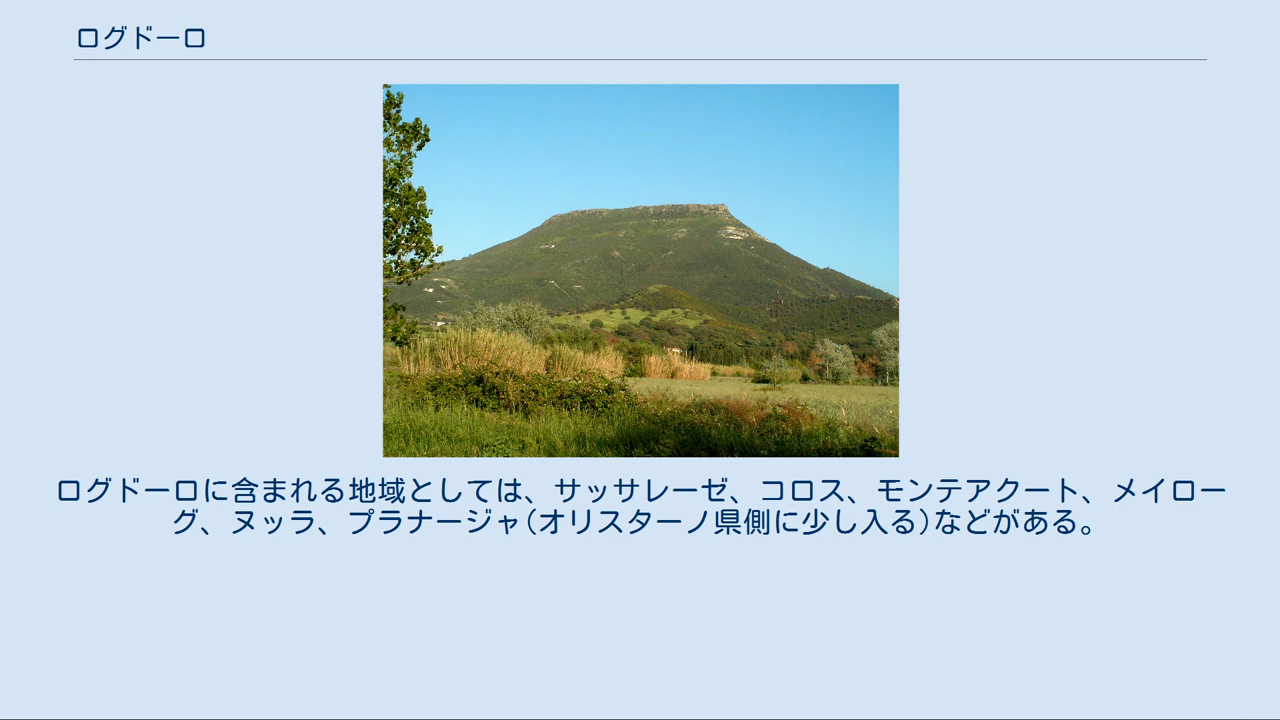 ログドーロ
ログドーロに含まれる地域としては、サッサレーゼ、コロス、モンテアクート、メイロー
グ、ヌッラ、プラナージャ(オリスターノ県側に少し入る)などがある。